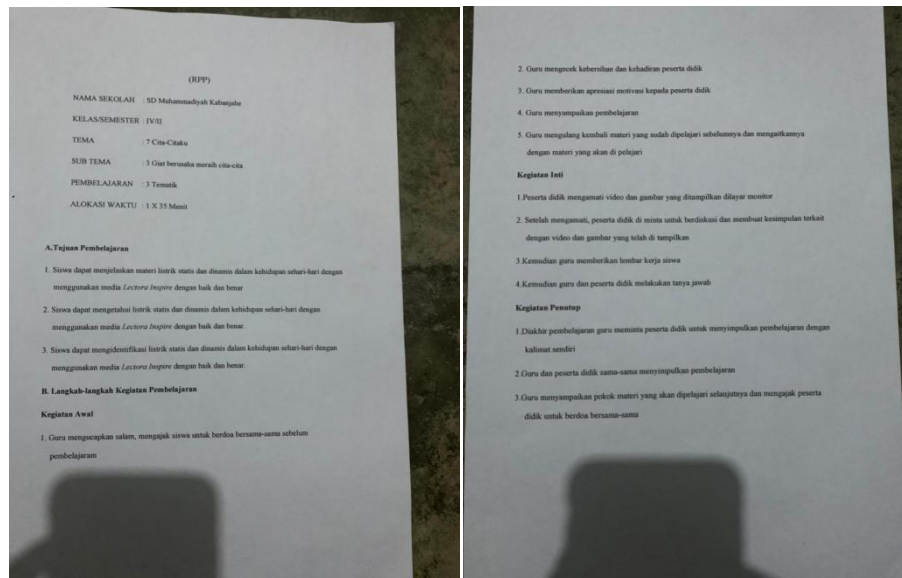 (RPP)
NAMA SEKOLAH : SD Muhammadiyah Kabanjahe
KELAS/SEMESTER : IV/II
TEMA : 7 Cita-Citaku
SUB TEMA : 3 Giat berusaha meraih cita-cita
PEMBELAJARAN : 3 Tematik
ALOKASI WAKTU : 1 X 35 Menit
A.Tujuan Pembelajaran
1. Siswa dapat menjelaskan materi listrik statis dan dinamis dalam kehidupan sehari-hari dengan
menggunakan media Lectora Inspire dengan baik dan benar
2. Siswa dapat mengetahui listrik statis dan dinamis dalam kehidupan sehari-hari dengan
menggunakan media Lectora Inspire dengan baik dan benar.
3. Siswa dapat mengidentifikasi listrik statis dan dinamis dalam kehidupan sehari-hari dengan
menggunakan media Lectora Inspire dengan baik dan benar.
B. Langkah-langkah Kegiatan Pembelajaran
Kegiatan Awal
1. Guru mengucapkan salam, mengajak siswa untuk berdoa bersama-sama sebelum
pembelajaram
2. Guru mengecek kebersihan dan kehadiran peserta didik
3. Guru memberikan apresiasi motivasi kepada peserta didik
4. Guru menyampaikan pembelajaran
5. Guru mengulang kembali materi yang sudah dipelajari sebelumnya dan mengaitkannya
dengan materi yang akan di pelajari
Kegiatan Inti
1.Peserta didik mengamati video dan gambar yang ditampilkan dilayar monitor
2. Setelah mengamati, peserta didik di minta untuk berdiskusi dan membuat kesimpulan terkait
dengan video dan gambar yang telah di tampilkan
3.Kemudian guru memberikan lembar kerja siswa
4.Kemudian guru dan peserta didik melakukan tanya jawab
Kegiatan Penutup
1.Diakhir pembelajaran guru meminta peserta didik untuk menyimpulkan pembelajaran dengan
kalimat sendiri
2.Guru dan peserta didik sama-sama menyimpulkan pembelajaran
3.Guru menyampaikan pokok materi yang akan dipelajari selanjutnya dan mengajak peserta
didik untuk berdoa bersama-sama